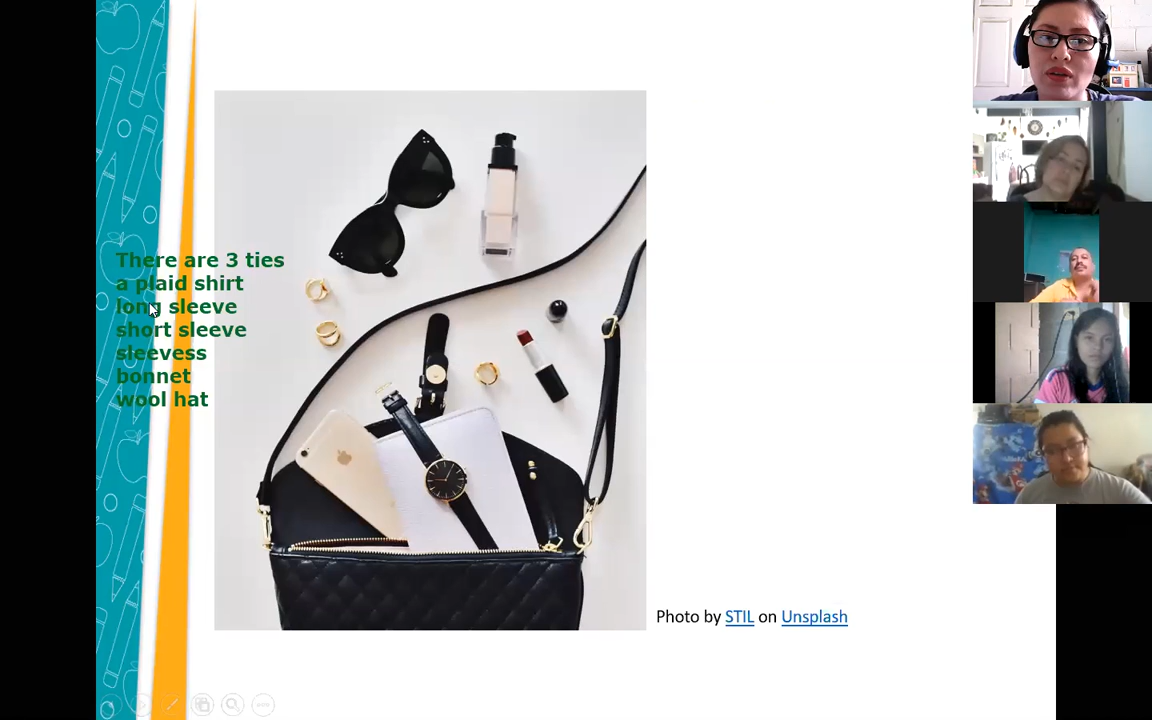 There are 3 ties
a plaid shirt
long sleeve
short sleeve
sleevess
bonnet
wool hat
Photo by STIL on Unsplash